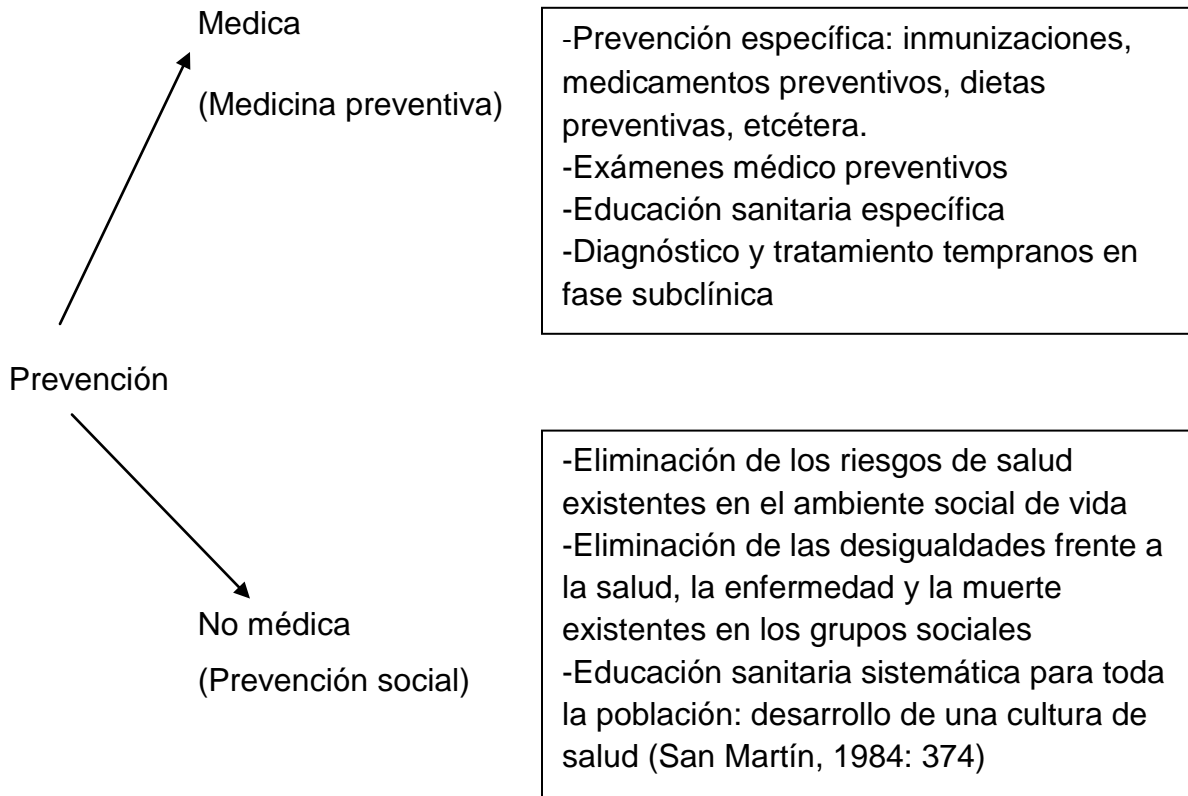 Medica
(Medicina preventiva)
-Prevención específica: inmunizaciones,
medicamentos preventivos, dietas
preventivas, etcétera.
-Exámenes médico preventivos
-Educación sanitaria específica
-Diagnóstico y tratamiento tempranos en
fase subclínica
Prevención
No médica
(Prevención social)
-Eliminación de los riesgos de salud
existentes en el ambiente social de vida
-Eliminación de las desigualdades frente a
la salud, la enfermedad y la muerte
existentes en los grupos sociales
-Educación sanitaria sistemática para toda
la población: desarrollo de una cultura de
salud (San Martín, 1984: 374)